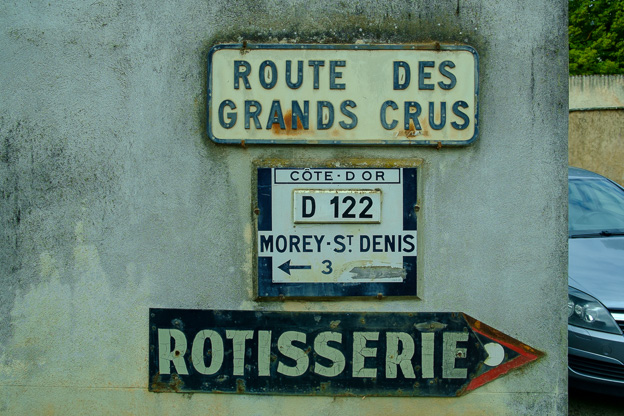 ROUTE DES
GRANDS CRUS
CÔTE-D'OR
D 122
MOREY-ST DENIS
← 3
ROTISSERIE